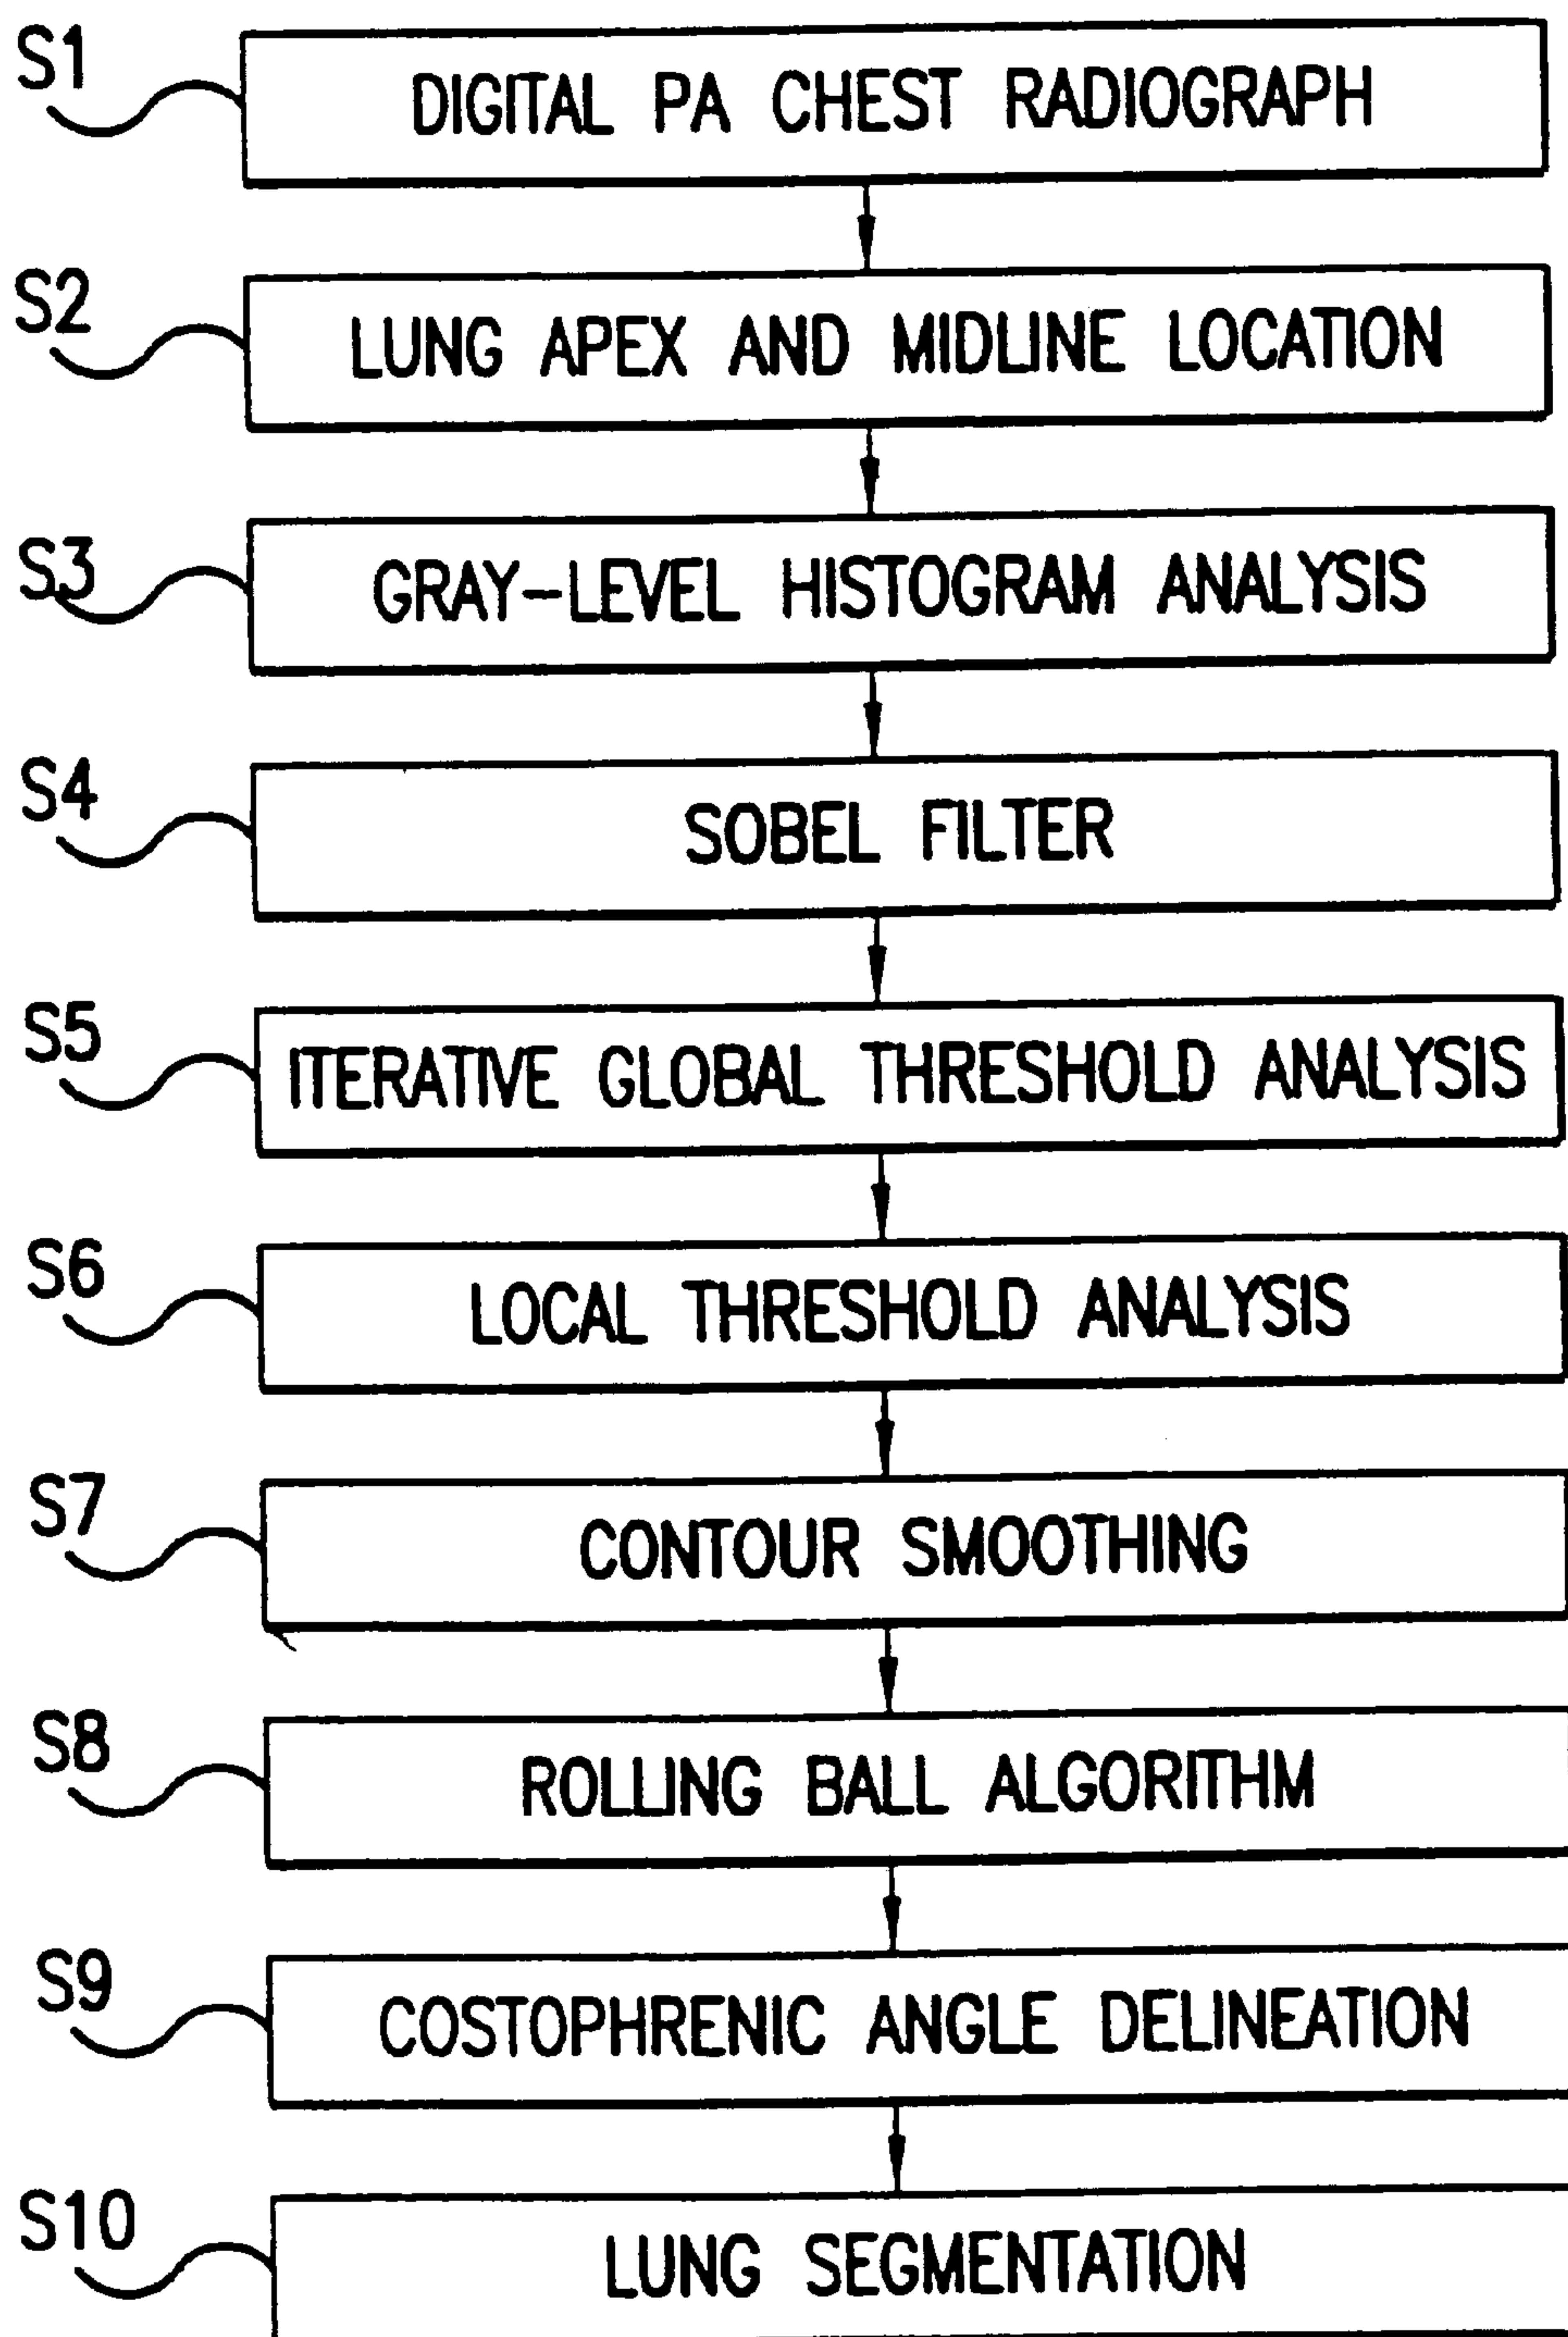 S1
DIGITAL PA CHEST RADIOGRAPH
S2
LUNG APEX AND MIDLINE LOCATION
S3
GRAY-LEVEL HISTOGRAM ANALYSIS
S4
SOBEL FILTER
S5
ITERATIVE GLOBAL THRESHOLD ANALYSIS
S6
LOCAL THRESHOLD ANALYSIS
S7
CONTOUR SMOOTHING
S8
ROLLING BALL ALGORITHM
S9
COSTOPHRENIC ANGLE DELINEATION
S10
LUNG SEGMENTATION